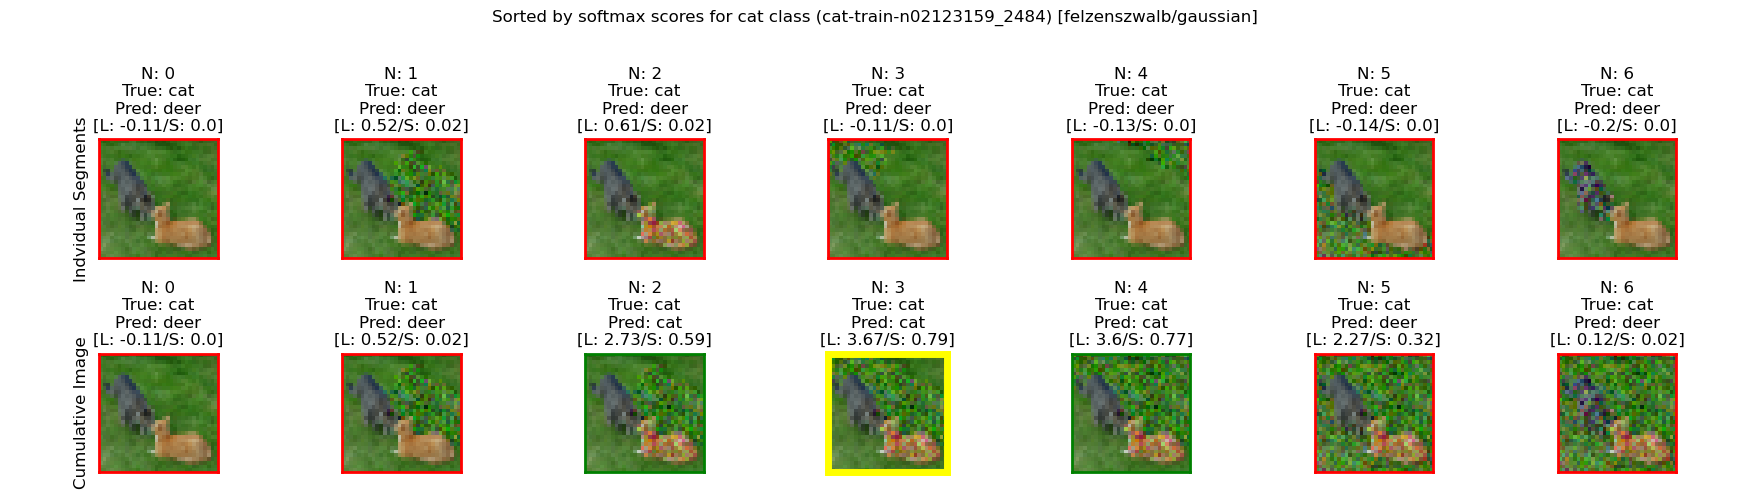 Sorted by softmax scores for cat class (cat-train-n02123159_2484) [felzenszwalb/gaussian]
Indvidual Segments
N: 0
True: cat
Pred: deer
[L: -0.11/S: 0.0]
N: 1
True: cat
Pred: deer
[L: 0.52/S: 0.02]
N: 2
True: cat
Pred: deer
[L: 0.61/S: 0.02]
N: 3
True: cat
Pred: deer
[L: -0.11/S: 0.0]
N: 4
True: cat
Pred: deer
[L: -0.13/S: 0.0]
N: 5
True: cat
Pred: deer
[L: -0.14/S: 0.0]
N: 6
True: cat
Pred: deer
[L: -0.2/S: 0.0]
Cumulative Image
N: 0
True: cat
Pred: deer
[L: -0.11/S: 0.0]
N: 1
True: cat
Pred: deer
[L: 0.52/S: 0.02]
N: 2
True: cat
Pred: cat
[L: 2.73/S: 0.59]
N: 3
True: cat
Pred: cat
[L: 3.67/S: 0.79]
N: 4
True: cat
Pred: cat
[L: 3.6/S: 0.77]
N: 5
True: cat
Pred: deer
[L: 2.27/S: 0.32]
N: 6
True: cat
Pred: deer
[L: 0.12/S: 0.02]